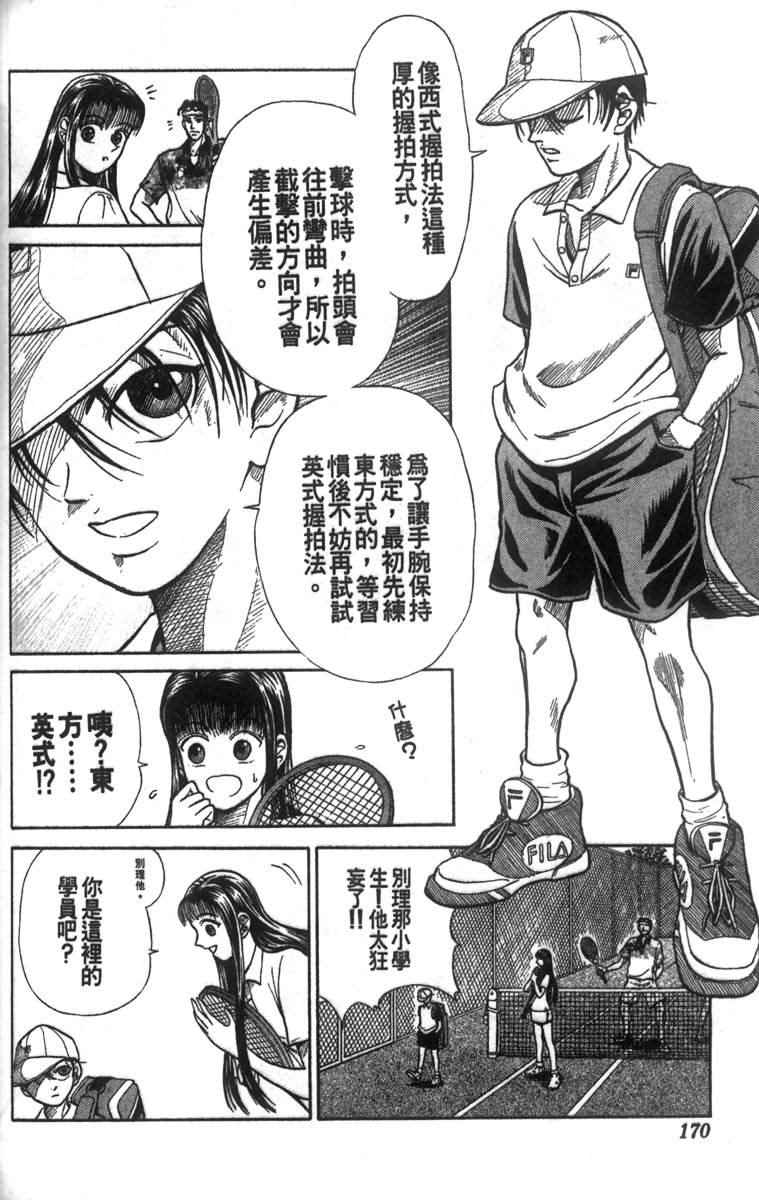 像西式握拍法這種
厚的握拍方式，
擊球時，拍頭會
往前彎曲，所以
截擊的方向才會
產生偏差。
為了讓手腕保持
穩定，最初先練
東方式的，等習
慣後不妨再試試
英式握拍法。
什麼？
咦？東
方……
英式!?
別理那小學
生！他太狂
妄了!!
別理他。
你是這裡的
學員吧？
F
F
F
FILA
F
170